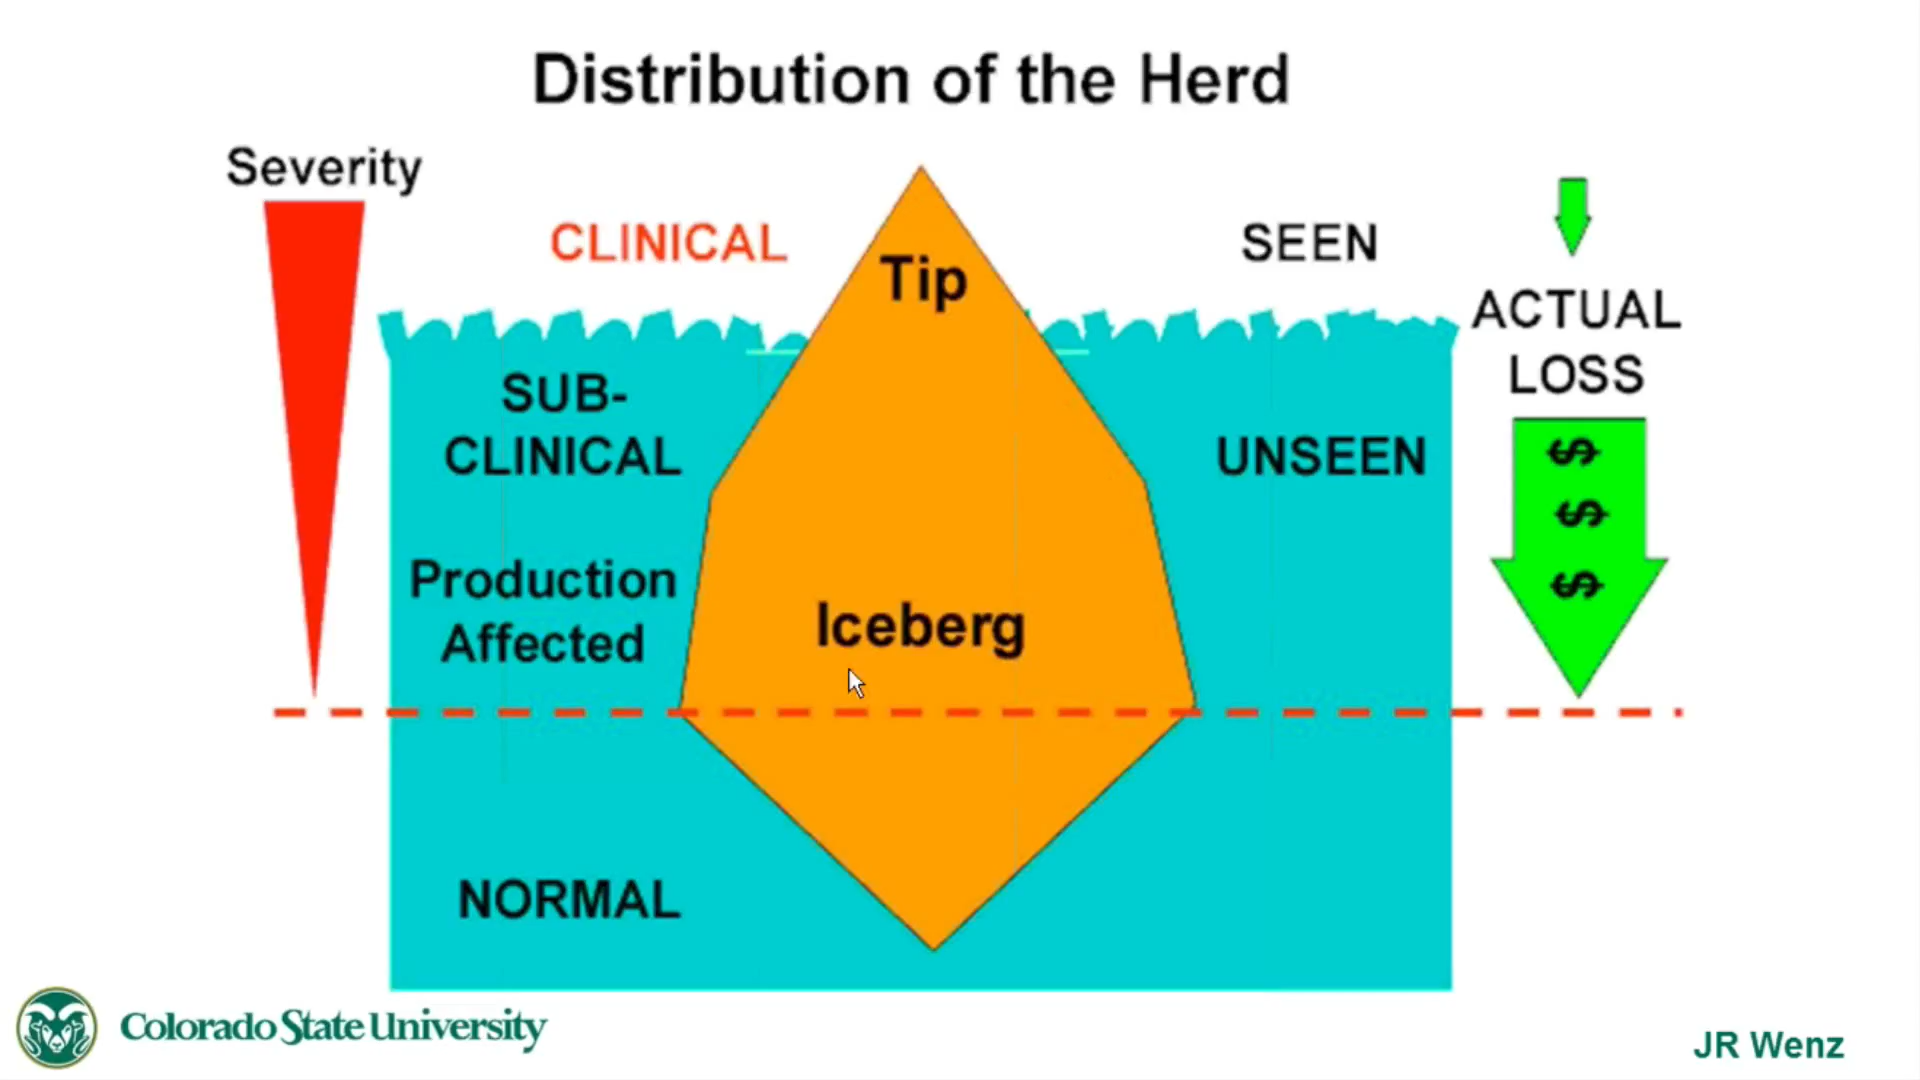 Distribution of the Herd
Severity
CLINICAL
Tip
SEEN
ACTUAL
LOSS
SUB-
CLINICAL
UNSEEN
$
$
$
Production
Affected
Iceberg
NORMAL
Colorado State University
JR Wenz